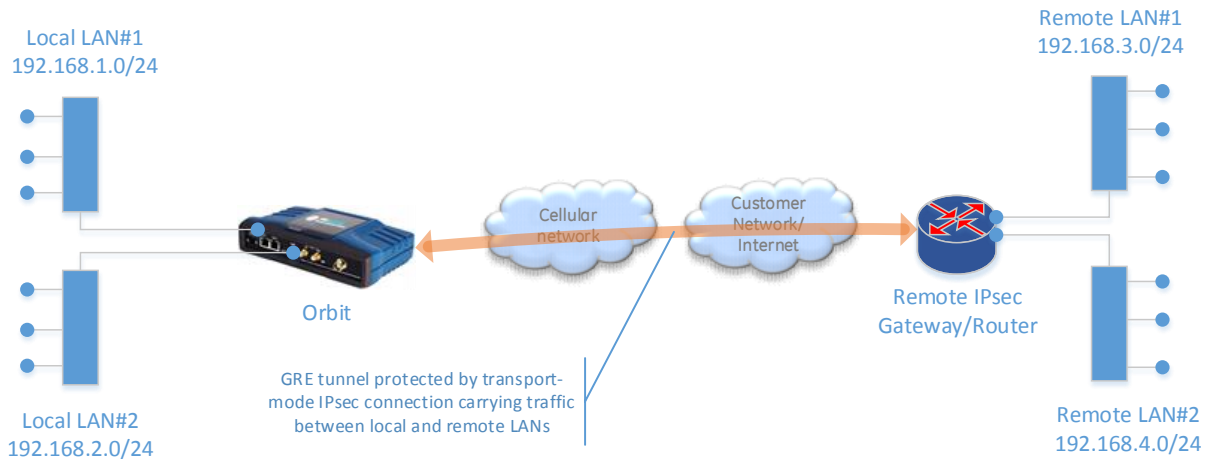 Local LAN#1
192.168.1.0/24
Remote LAN#1
192.168.3.0/24
Cellular
network
Customer
Network/
Internet
Orbit
Remote IPsec
Gateway/Router
GRE tunnel protected by transport-
mode IPsec connection carrying traffic
between local and remote LANs
Local LAN#2
192.168.2.0/24
Remote LAN#2
192.168.4.0/24